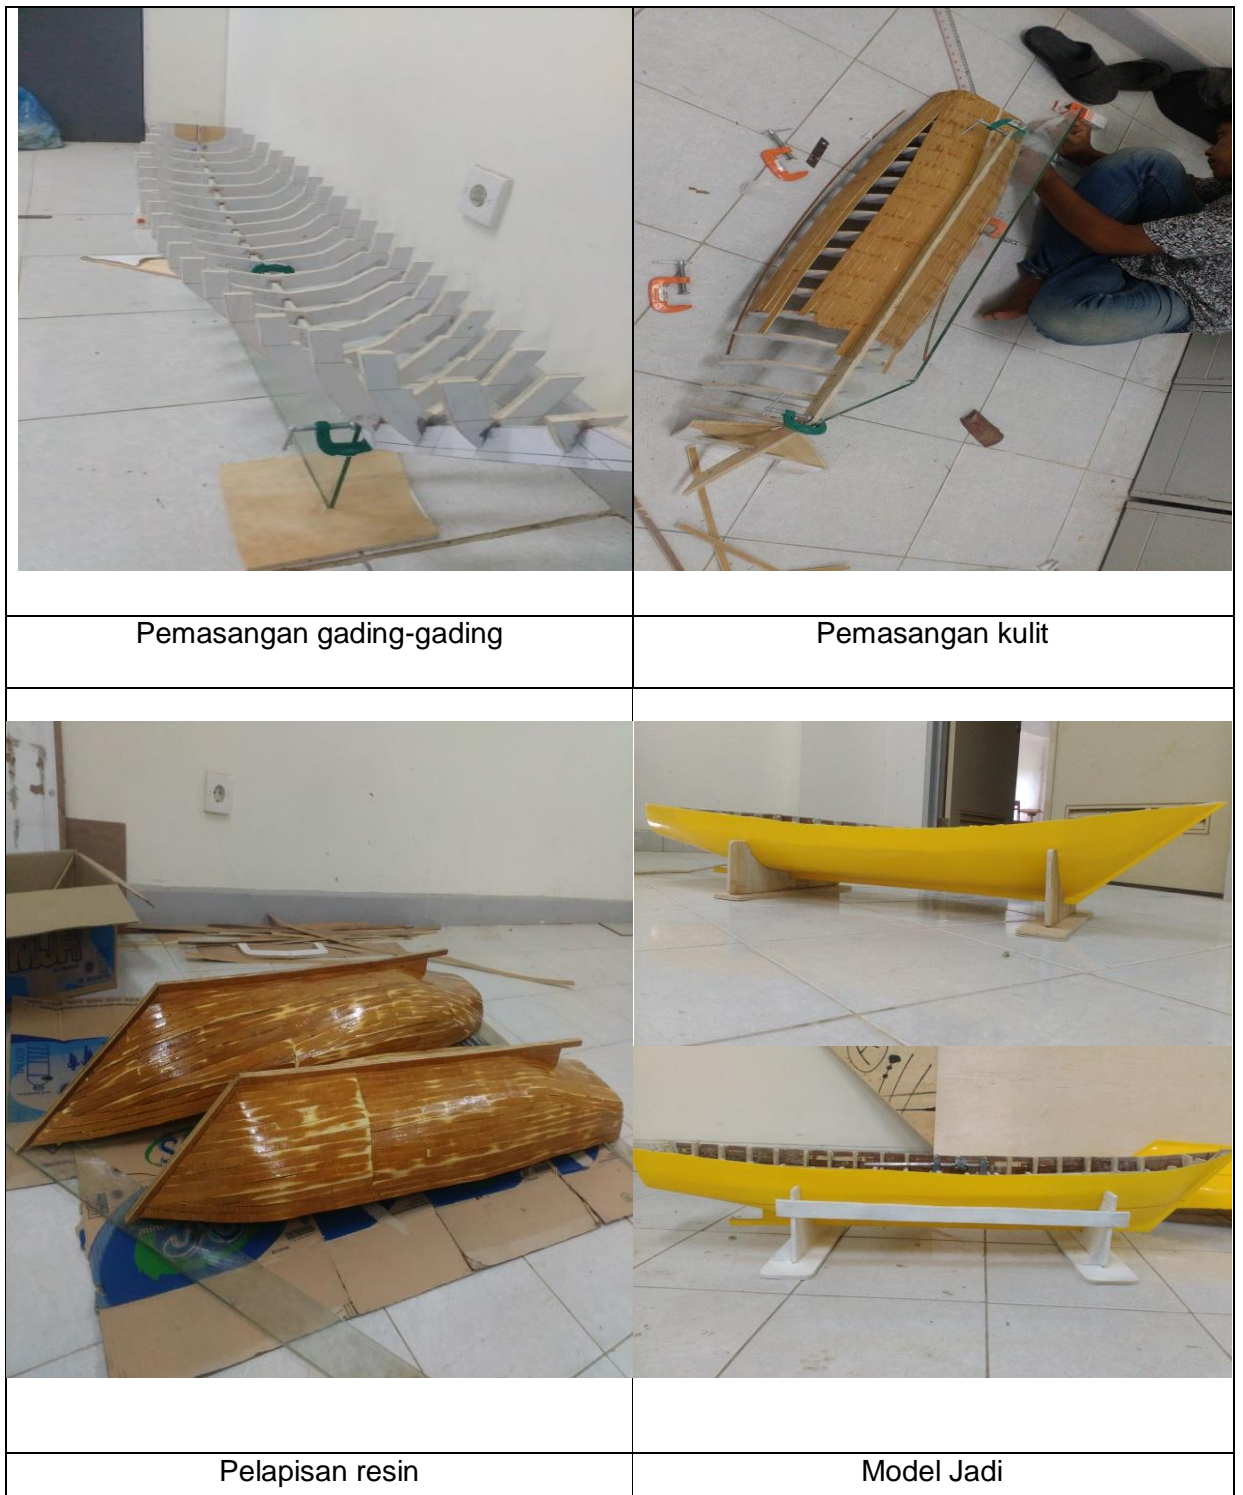 Pemasangan gading-gading
Pemasangan kulit
Pelapisan resin
Model Jadi